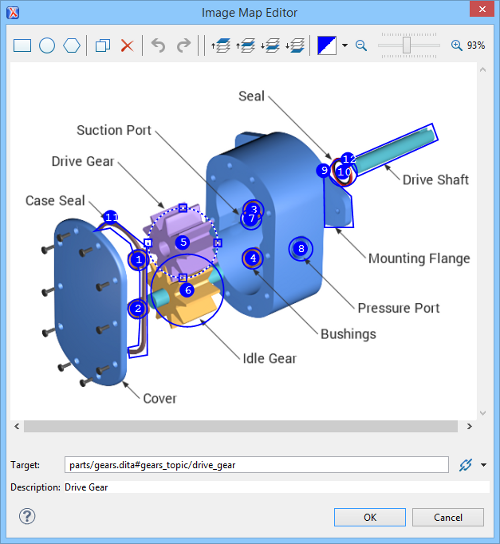 Image Map Editor
93%
Seal
Suction Port
Drive Gear
12
9
10
Drive Shaft
Case Seal
11
3
7
5
Mounting Flange
1
4
8
6
2
Pressure Port
Bushings
Idle Gear
Cover
Target:
parts/gears.dita#gears_topic/drive_gear
Description:
Drive Gear
OK
Cancel